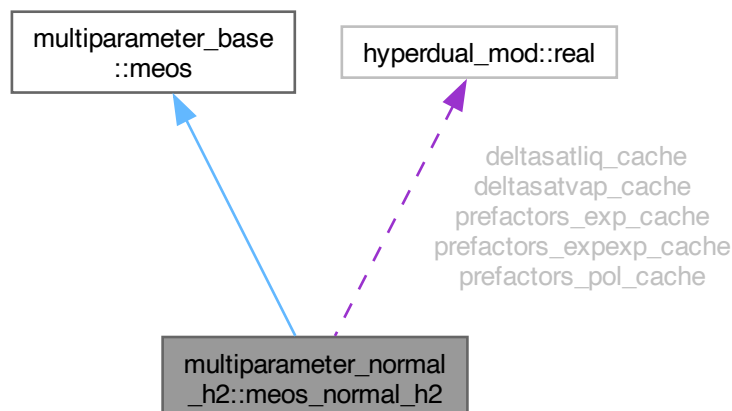 multiparameter_base
::meos
hyperdual_mod::real
deltasatliq_cache
deltasatvap_cache
prefactors_exp_cache
prefactors_expexp_cache
prefactors_pol_cache
multiparameter_normal
_h2::meos_normal_h2